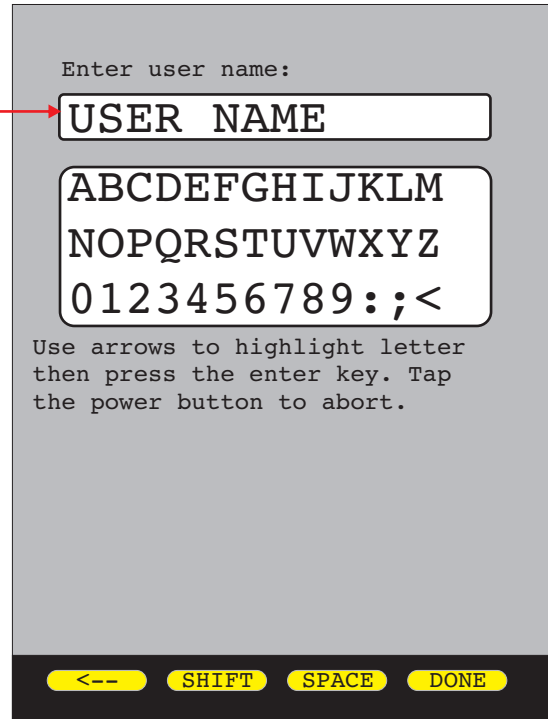 Enter user name:
USER NAME
ABCDEFGHIJKLM
NOPQRSTUVWXYZ
0123456789:;<
Use arrows to highlight letter
then press the enter key. Tap
the power button to abort.
<-- SHIFT SPACE DONE